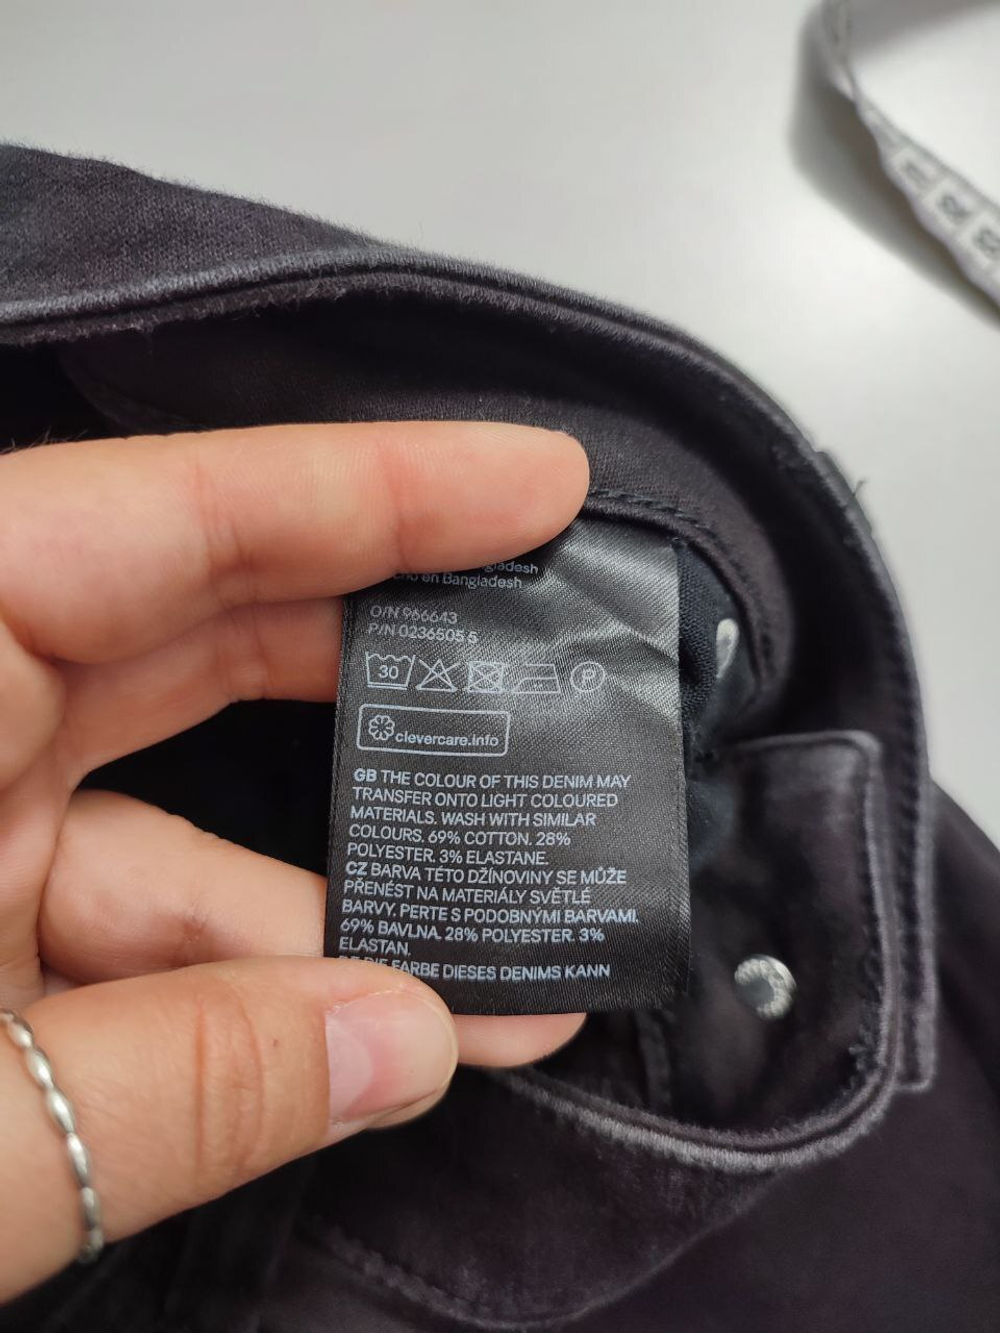 gladesh
en Bangladesh
O/N 966643
P/N 0236505 5
30
P
clevercare.info
GB THE COLOUR OF THIS DENIM MAY
TRANSFER ONTO LIGHT COLOURED
MATERIALS. WASH WITH SIMILAR
COLOURS. 69% COTTON. 28%
POLYESTER. 3% ELASTANE.
CZ BARVA TÉTO DŽÍNOVINY SE MŮŽE
PŘENÉST NA MATERIÁLY SVĚTLÉ
BARVY. PERTE S PODOBNÝMI BARVAMI.
69% BAVLNA. 28% POLYESTER. 3%
ELASTAN.
DE DIE FARBE DIESES DENIMS KANN